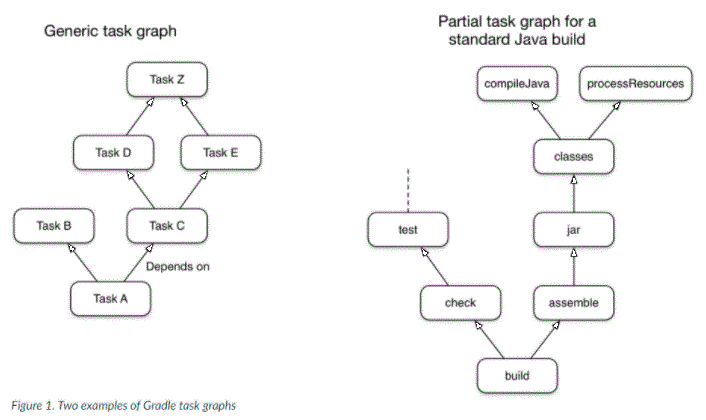 Generic task graph
Task Z
Task D
Task E
Task B
Task C
Depends on
Task A
Partial task graph for a
standard Java build
compileJava
processResources
classes
test
jar
check
assemble
build
Figure 1. Two examples of Gradle task graphs